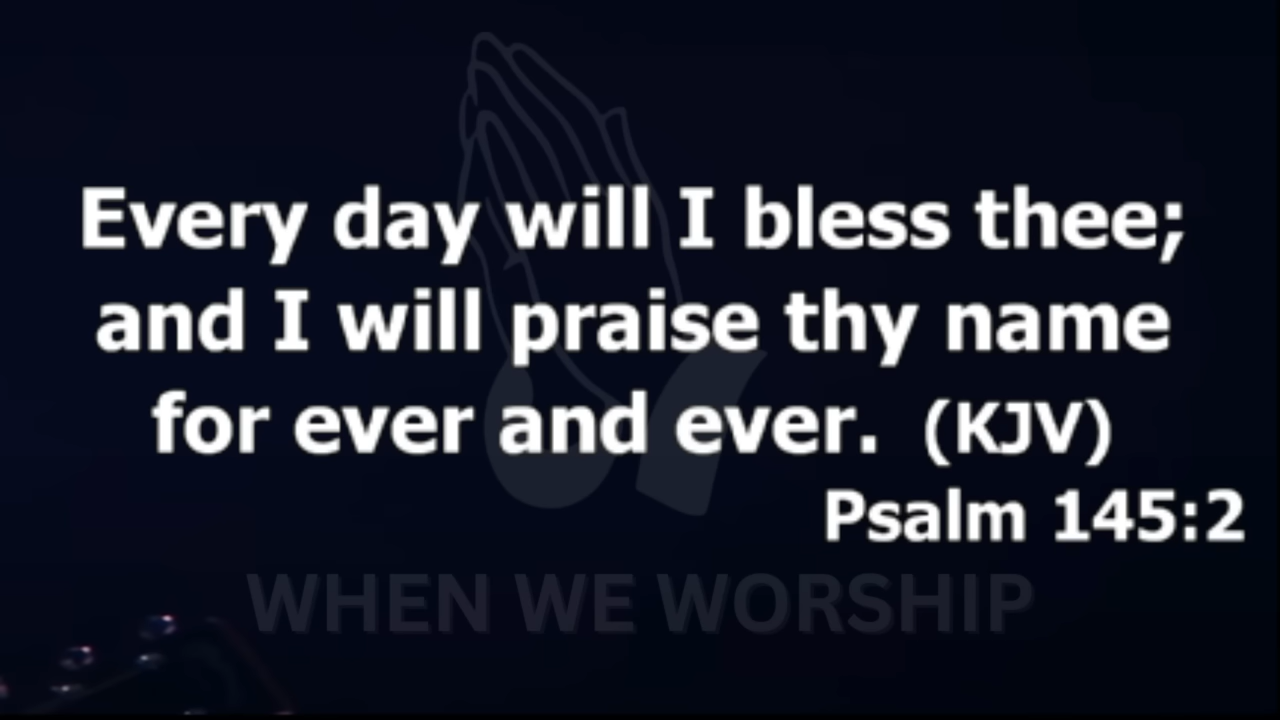 Every day will I bless thee;
and I will praise thy name
for ever and ever. (KJV)
Psalm 145:2
WHEN WE WORSHIP